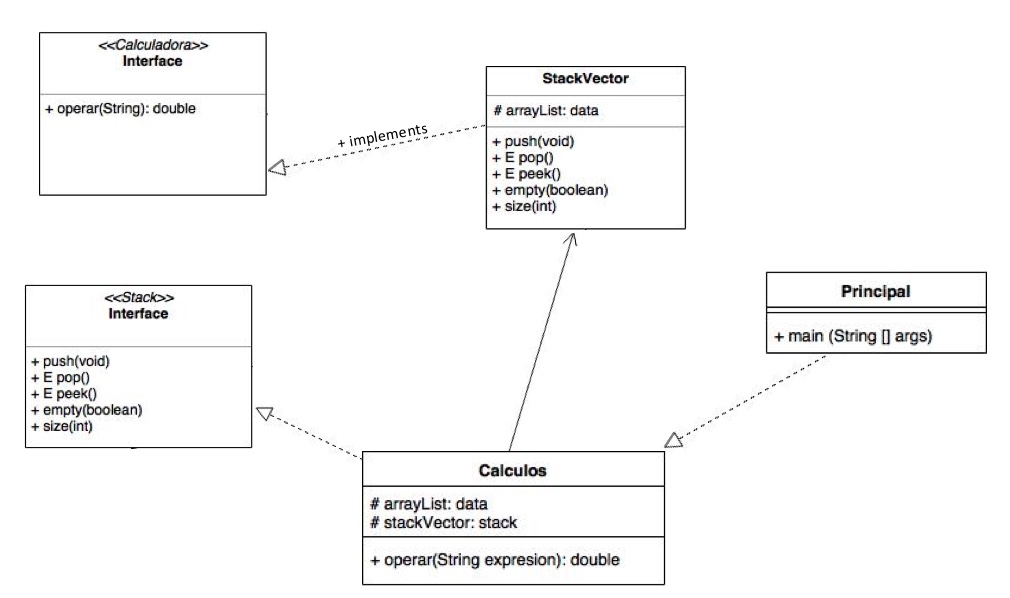 <<Calculadora>>
Interface
+ operar(String): double
StackVector
# arrayList: data
+ push(void)
+ E pop()
+ E peek()
+ empty(boolean)
+ size(int)
+ implements
<<Stack>>
Interface
+ push(void)
+ E pop()
+ E peek()
+ empty(boolean)
+ size(int)
Principal
+ main (String [] args)
Calculos
# arrayList: data
# stackVector: stack
+ operar(String expresion): double